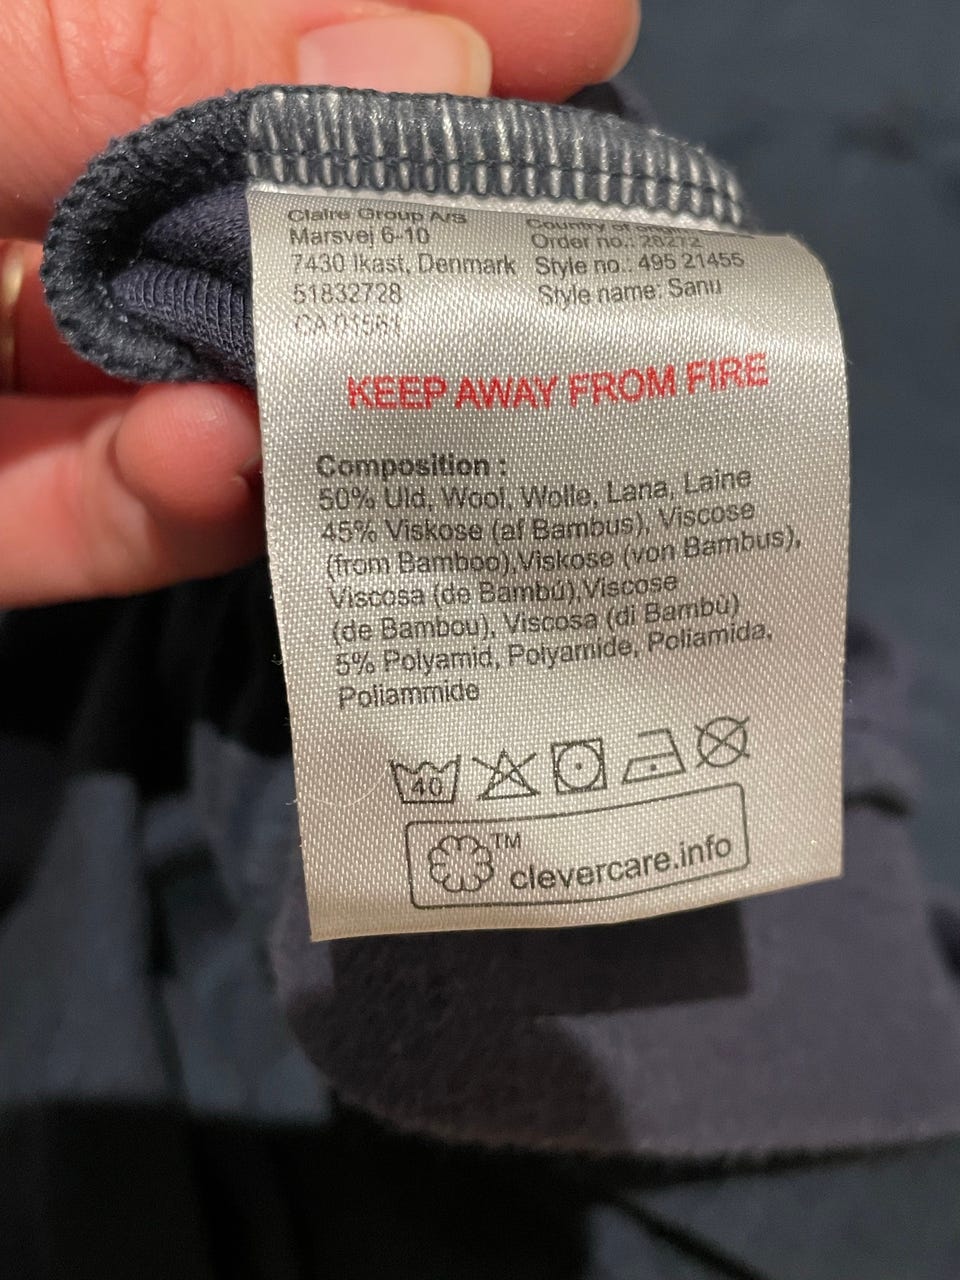 Claire Group A/S
Marsvej 6-10
7430 Ikast, Denmark
51832728
Country of
Order no.: 28272
Style no.: 495 21455
Style name: Sanu
KEEP AWAY FROM FIRE
Composition :
50% Uld, Wool, Wolle, Lana, Laine
45% Viskose (af Bambus), Viscose
(from Bamboo),Viskose (von Bambus),
Viscosa (de Bambú),Viscose
(de Bambou), Viscosa (di Bambù)
5% Polyamid, Polyamide, Poliamida,
Poliammide
40
TM
clevercare.info